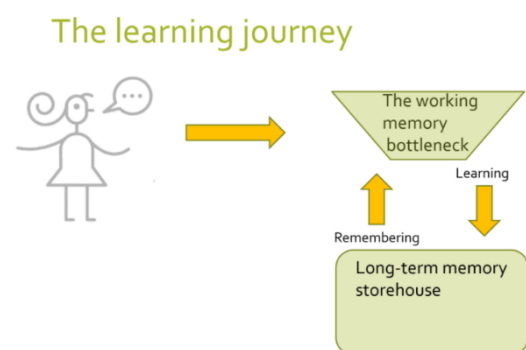 The learning journey
The working
memory
bottleneck
Learning
Remembering
Long-term memory
storehouse